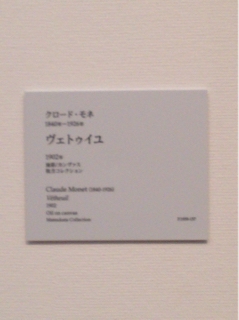 クロード・モネ
1840年－1926年
ヴェトゥイユ
1902年
油彩、カンヴァス
松方コレクション
Claude Monet [1840-1926]
Vétheuil
1902
Oil on canvas
Matsukata Collection